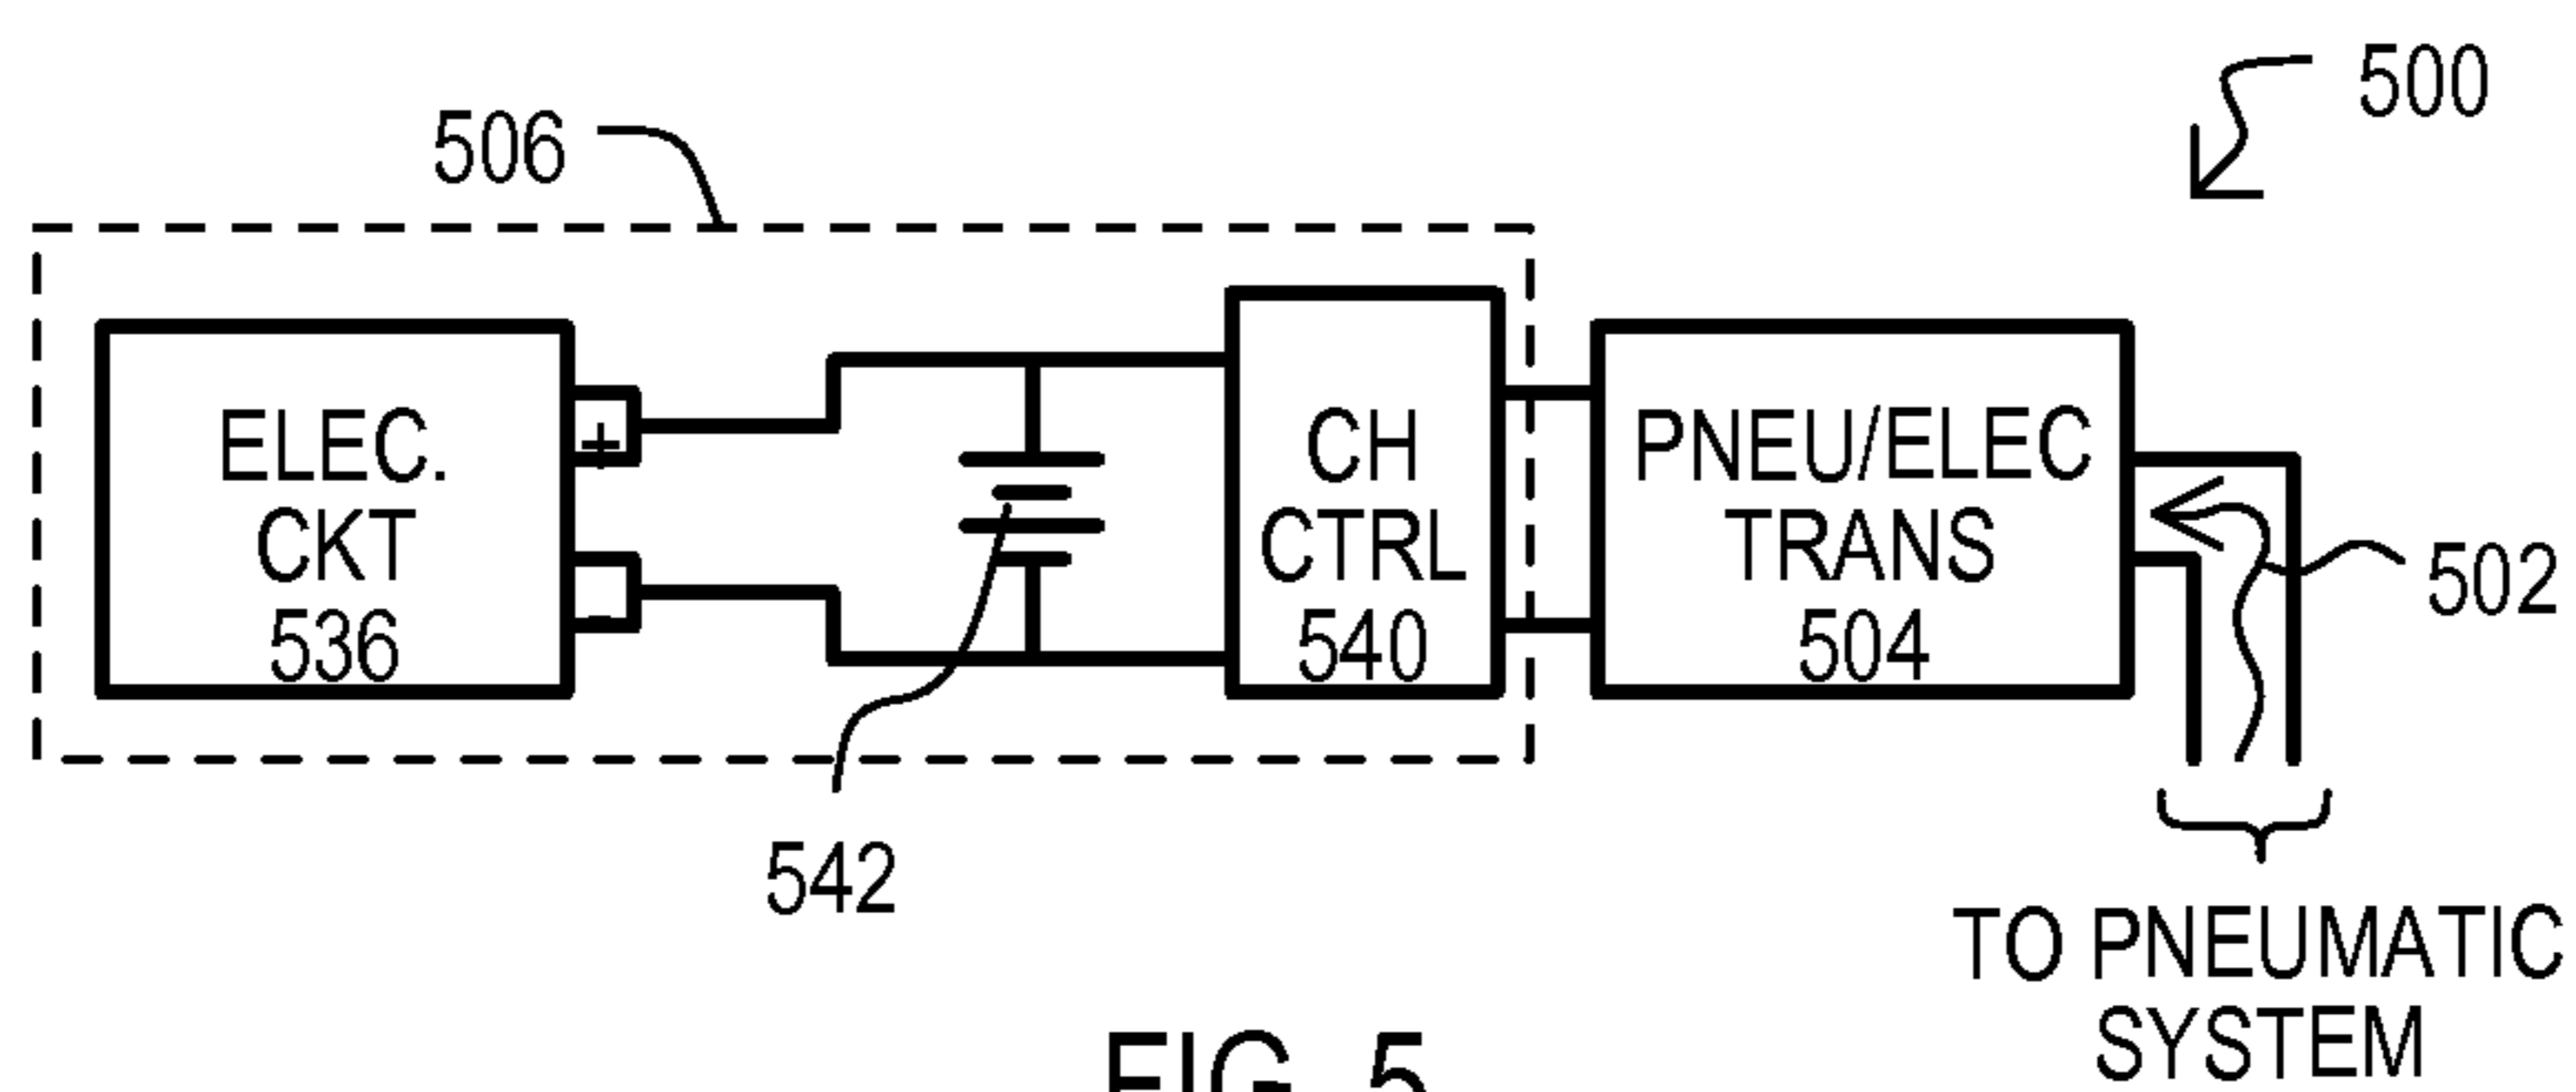 500
506
ELEC.
CKT
536
+
-
CH
CTRL
540
PNEU/ELEC
TRANS
504
502
542
TO PNEUMATIC
SYSTEM
FIG. 5